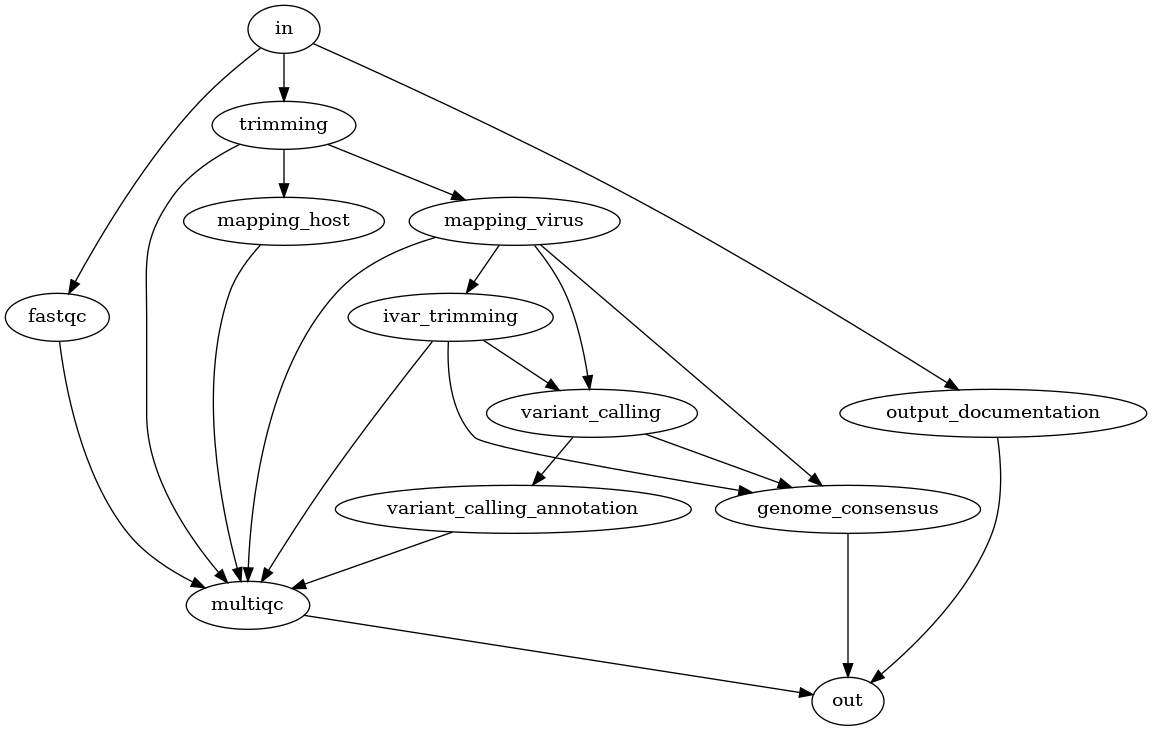 in
trimming
mapping_host
mapping_virus
fastqc
ivar_trimming
variant_calling
output_documentation
variant_calling_annotation
genome_consensus
multiqc
out